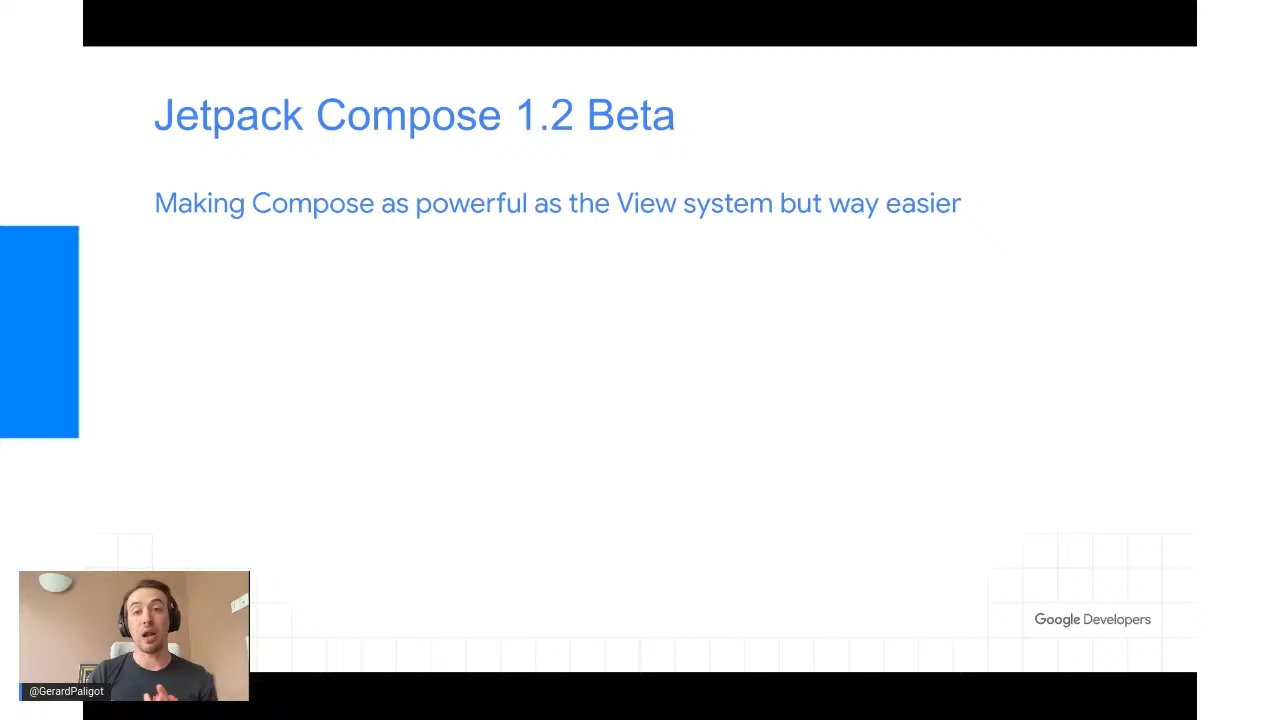 Jetpack Compose 1.2 Beta
Making Compose as powerful as the View system but way easier
Google Developers
@GerardPaligot